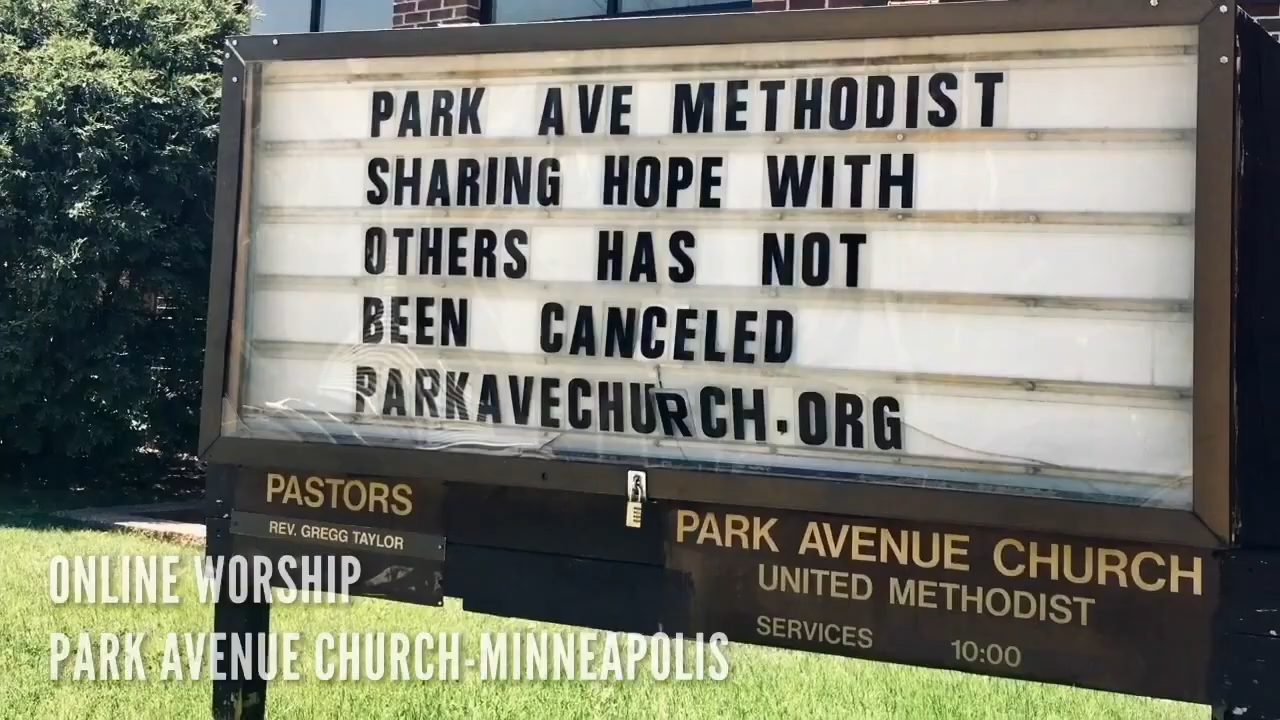 PARK AVE METHODIST
SHARING HOPE WITH
OTHERS HAS NOT
BEEN CANCELED
PARKAVECHURCH.ORG
PASTORS
REV. GREGG TAYLOR
PARK AVENUE CHURCH
UNITED METHODIST
SERVICES 10:00
ONLINE WORSHIP
PARK AVENUE CHURCH-MINNEAPOLIS